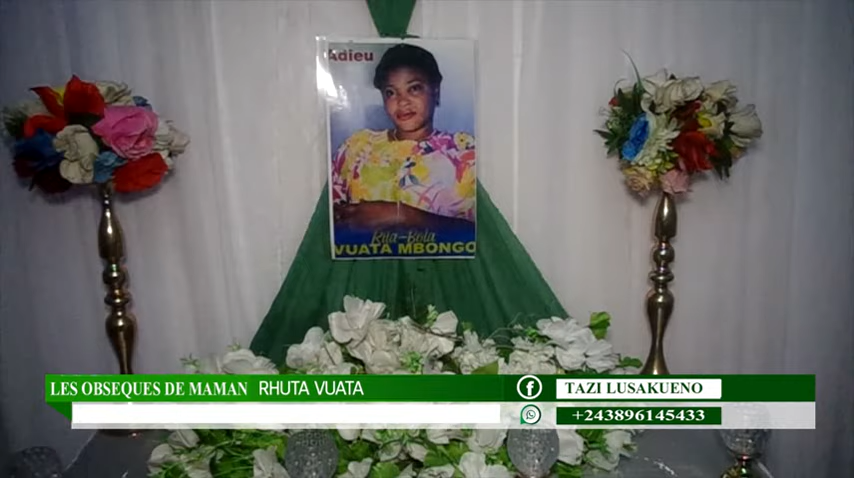 Adieu
Rita-Bola
VUATA MBONGO
LES OBSEQUES DE MAMAN RHUTA VUATA
TAZI LUSAKUENO
+243896145433